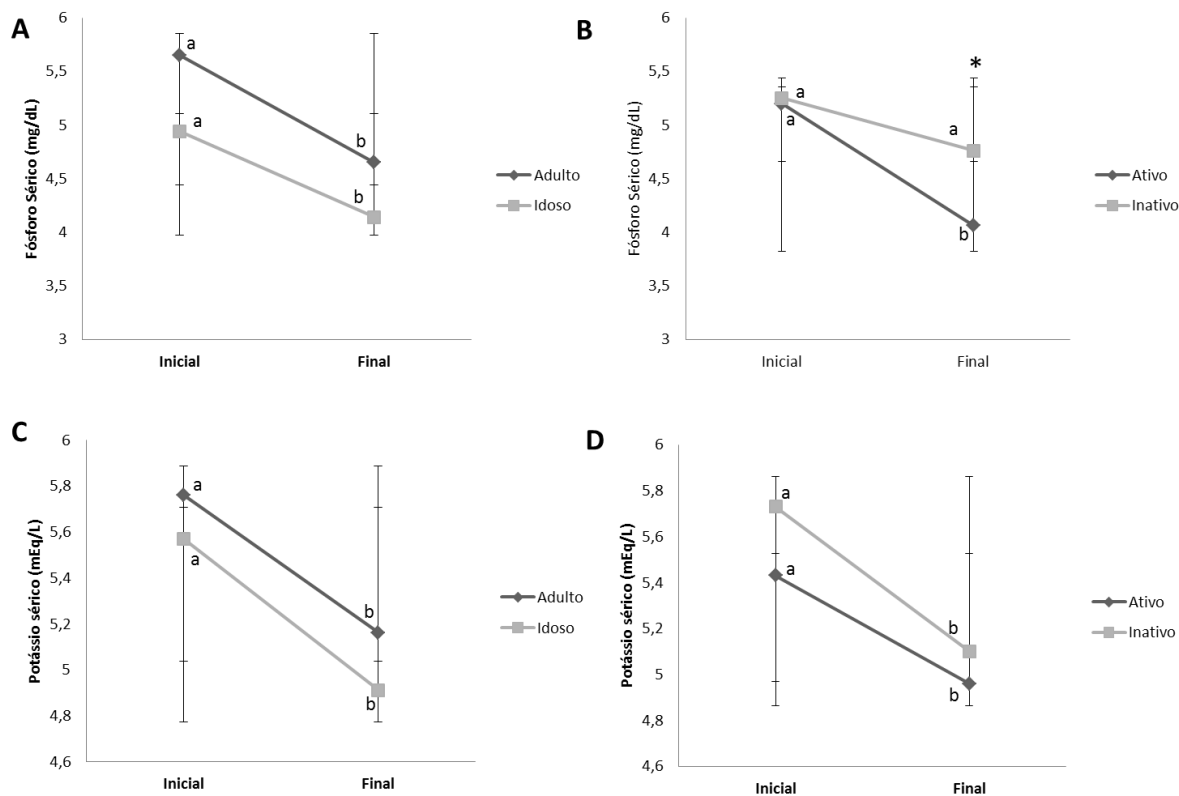 A
Fósforo Sérico (mg/dL)
6
5,5
5
4,5
4
3,5
3
a
a
b
b
Inicial
Final
Adulto
Idoso
B
Fósforo Sérico (mg/dL)
6
5,5
5
4,5
4
3,5
3
*
a
a
a
b
Inicial
Final
Ativo
Inativo
C
Potássio sérico (mEq/L)
6
5,8
5,6
5,4
5,2
5
4,8
4,6
a
a
b
b
Inicial
Final
Adulto
Idoso
D
Potássio sérico (mEq/L)
6
5,8
5,6
5,4
5,2
5
4,8
4,6
a
a
b
b
Inicial
Final
Ativo
Inativo